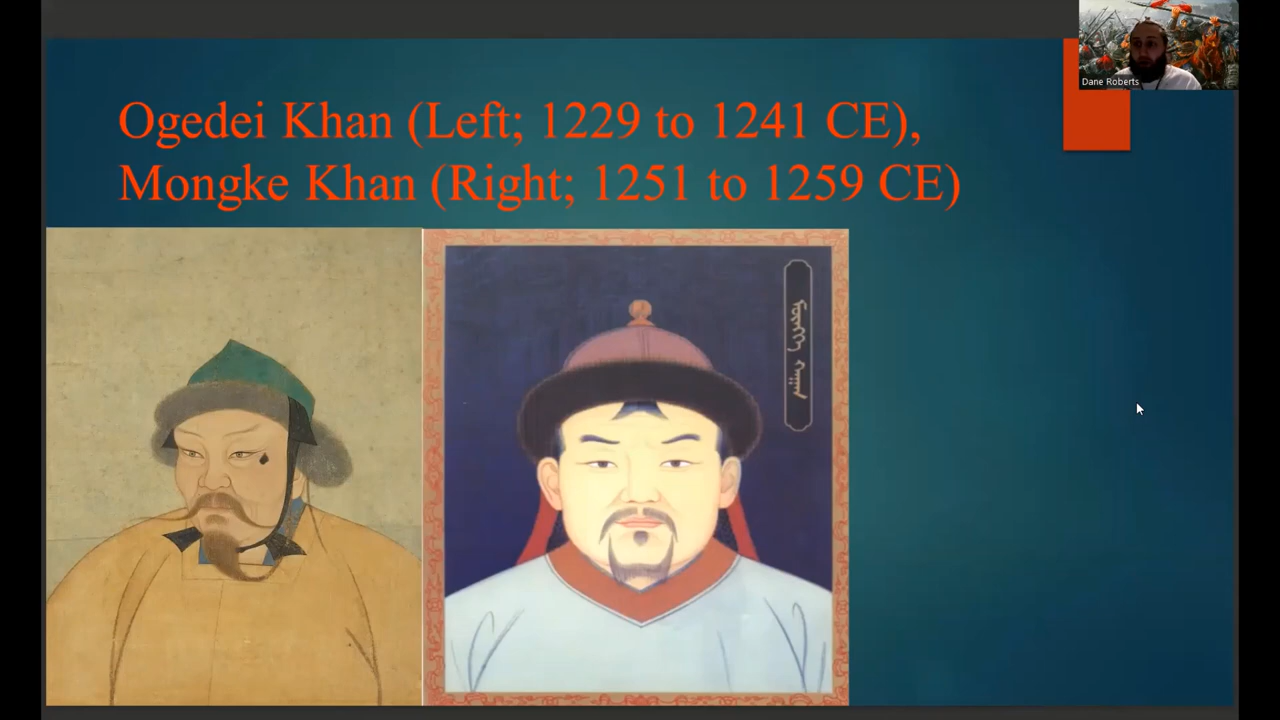 Ogedei Khan (Left; 1229 to 1241 CE),
Mongke Khan (Right; 1251 to 1259 CE)
Dane Roberts